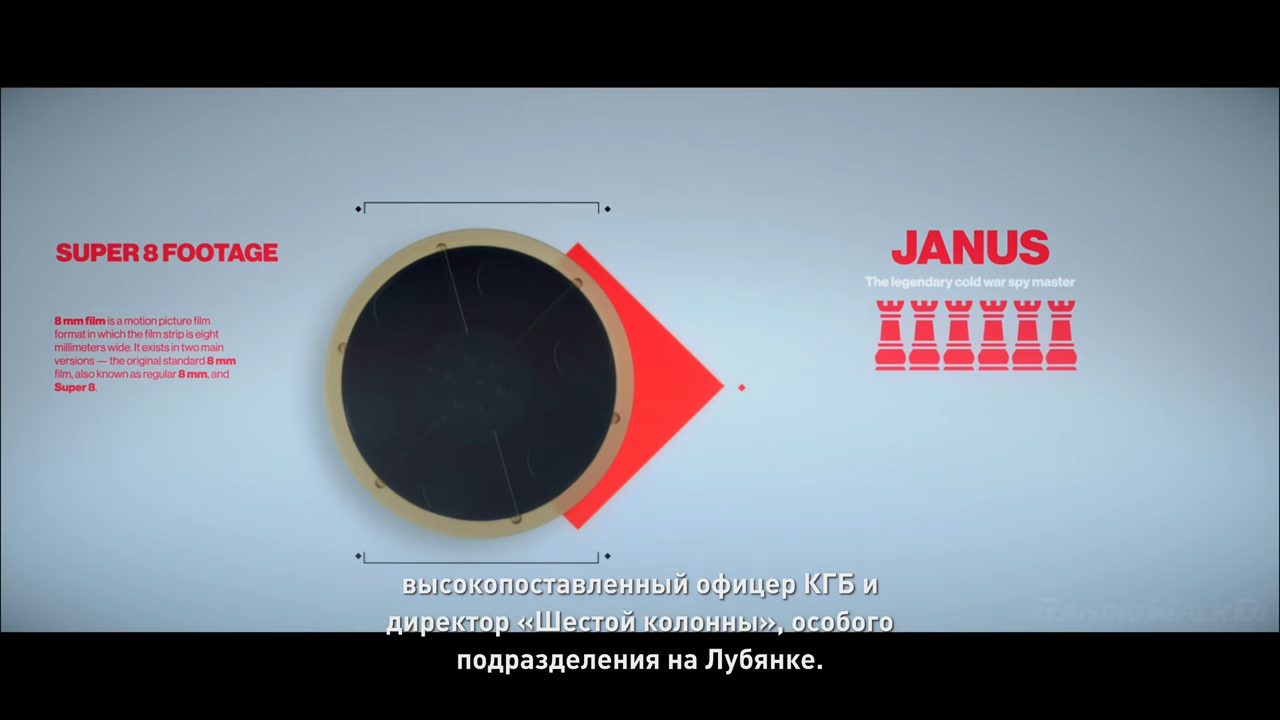 SUPER 8 FOOTAGE
8 mm film is a motion picture film
format in which the film strip is eight
millimeters wide. It exists in two main
versions — the original standard 8 mm
film, also known as regular 8 mm, and
Super 8.
JANUS
The legendary cold war spy master
высокопоставленный офицер КГБ и
директор «Шестой колонны», особого
подразделения на Лубянке.